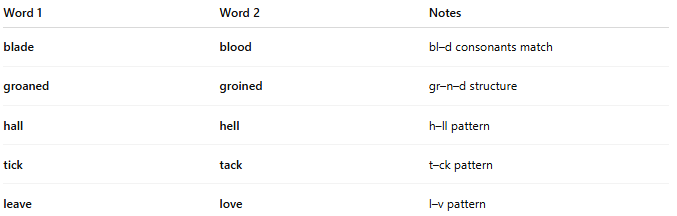 Word 1 Word 2 Notes
blade blood bl–d consonants match
groaned groined gr–n–d structure
hall hell h–ll pattern
tick tack t–ck pattern
leave love l–v pattern